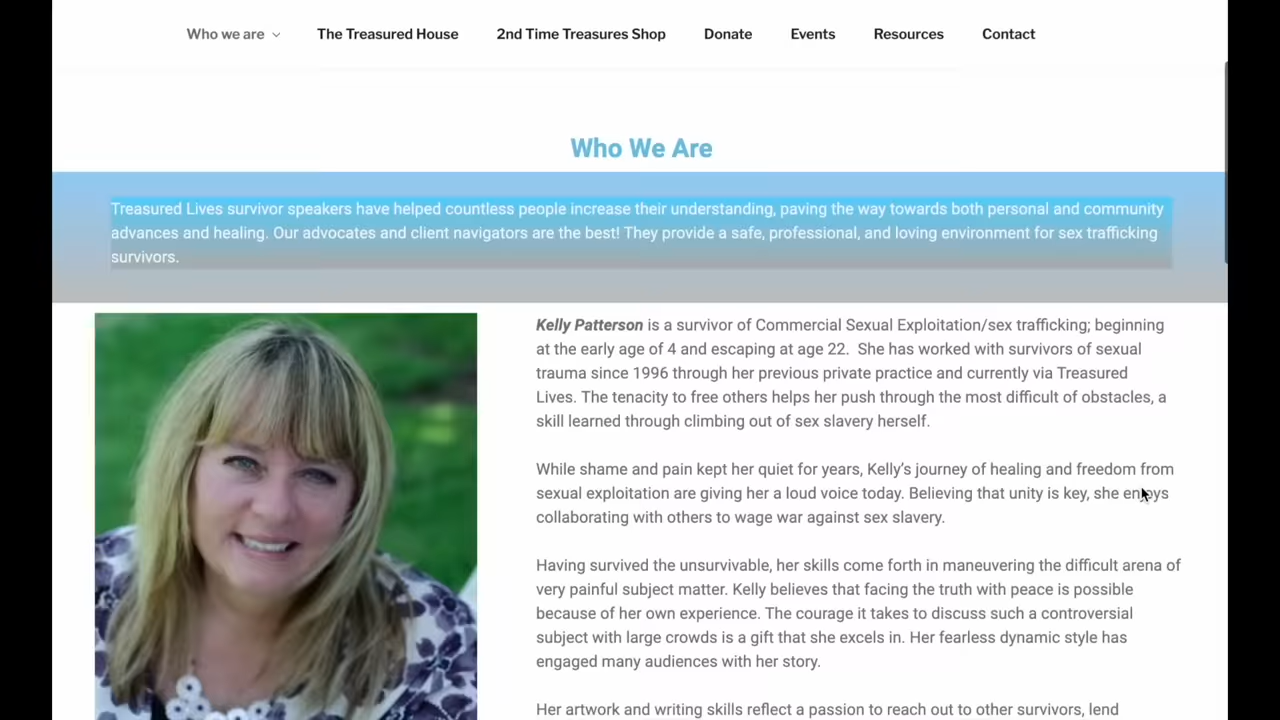 Who we are
The Treasured House
2nd Time Treasures Shop
Donate
Events
Resources
Contact
Who We Are
Treasured Lives survivor speakers have helped countless people increase their understanding, paving the way towards both personal and community
advances and healing. Our advocates and client navigators are the best! They provide a safe, professional, and loving environment for sex trafficking
survivors.
Kelly Patterson is a survivor of Commercial Sexual Exploitation/sex trafficking; beginning
at the early age of 4 and escaping at age 22.  She has worked with survivors of sexual
trauma since 1996 through her previous private practice and currently via Treasured
Lives. The tenacity to free others helps her push through the most difficult of obstacles, a
skill learned through climbing out of sex slavery herself.
While shame and pain kept her quiet for years, Kelly’s journey of healing and freedom from
sexual exploitation are giving her a loud voice today. Believing that unity is key, she enjoys
collaborating with others to wage war against sex slavery.
Having survived the unsurvivable, her skills come forth in maneuvering the difficult arena of
very painful subject matter. Kelly believes that facing the truth with peace is possible
because of her own experience. The courage it takes to discuss such a controversial
subject with large crowds is a gift that she excels in. Her fearless dynamic style has
engaged many audiences with her story.
Her artwork and writing skills reflect a passion to reach out to other survivors, lend